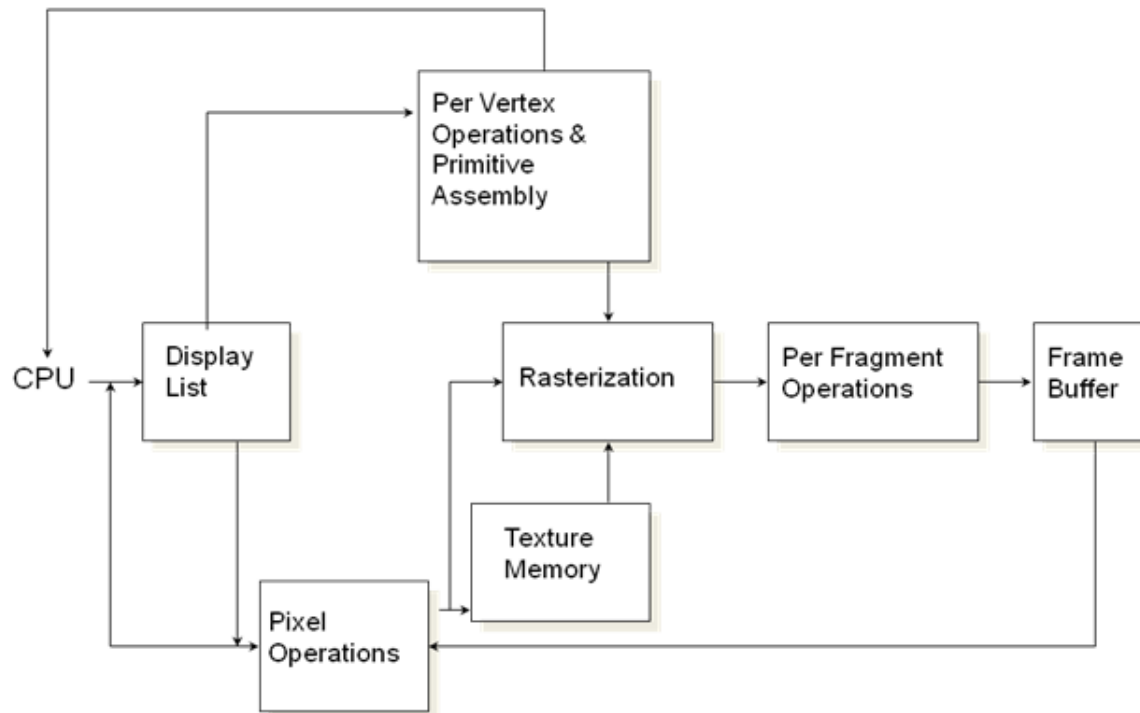 Per Vertex
Operations &
Primitive
Assembly
CPU
Display
List
Rasterization
Per Fragment
Operations
Frame
Buffer
Texture
Memory
Pixel
Operations